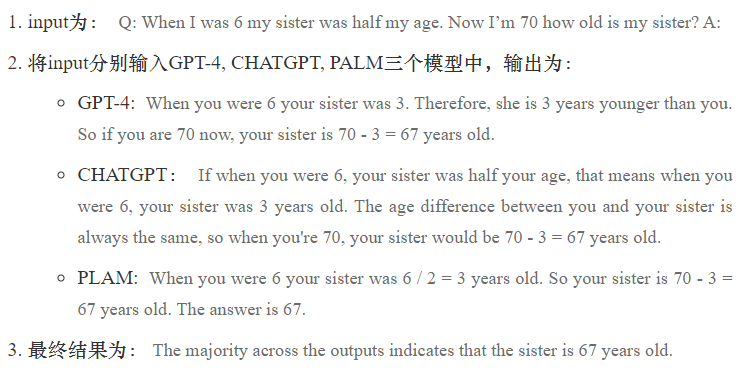 1. input为： Q: When I was 6 my sister was half my age. Now I’m 70 how old is my sister? A:
2. 将input分别输入GPT-4, CHATGPT, PALM三个模型中，输出为：
○ GPT-4: When you were 6 your sister was 3. Therefore, she is 3 years younger than you.
So if you are 70 now, your sister is 70 - 3 = 67 years old.
○ CHATGPT： If when you were 6, your sister was half your age, that means when you
were 6, your sister was 3 years old. The age difference between you and your sister is
always the same, so when you're 70, your sister would be 70 - 3 = 67 years old.
○ PLAM: When you were 6 your sister was 6 / 2 = 3 years old. So your sister is 70 - 3 =
67 years old. The answer is 67.
3. 最终结果为： The majority across the outputs indicates that the sister is 67 years old.